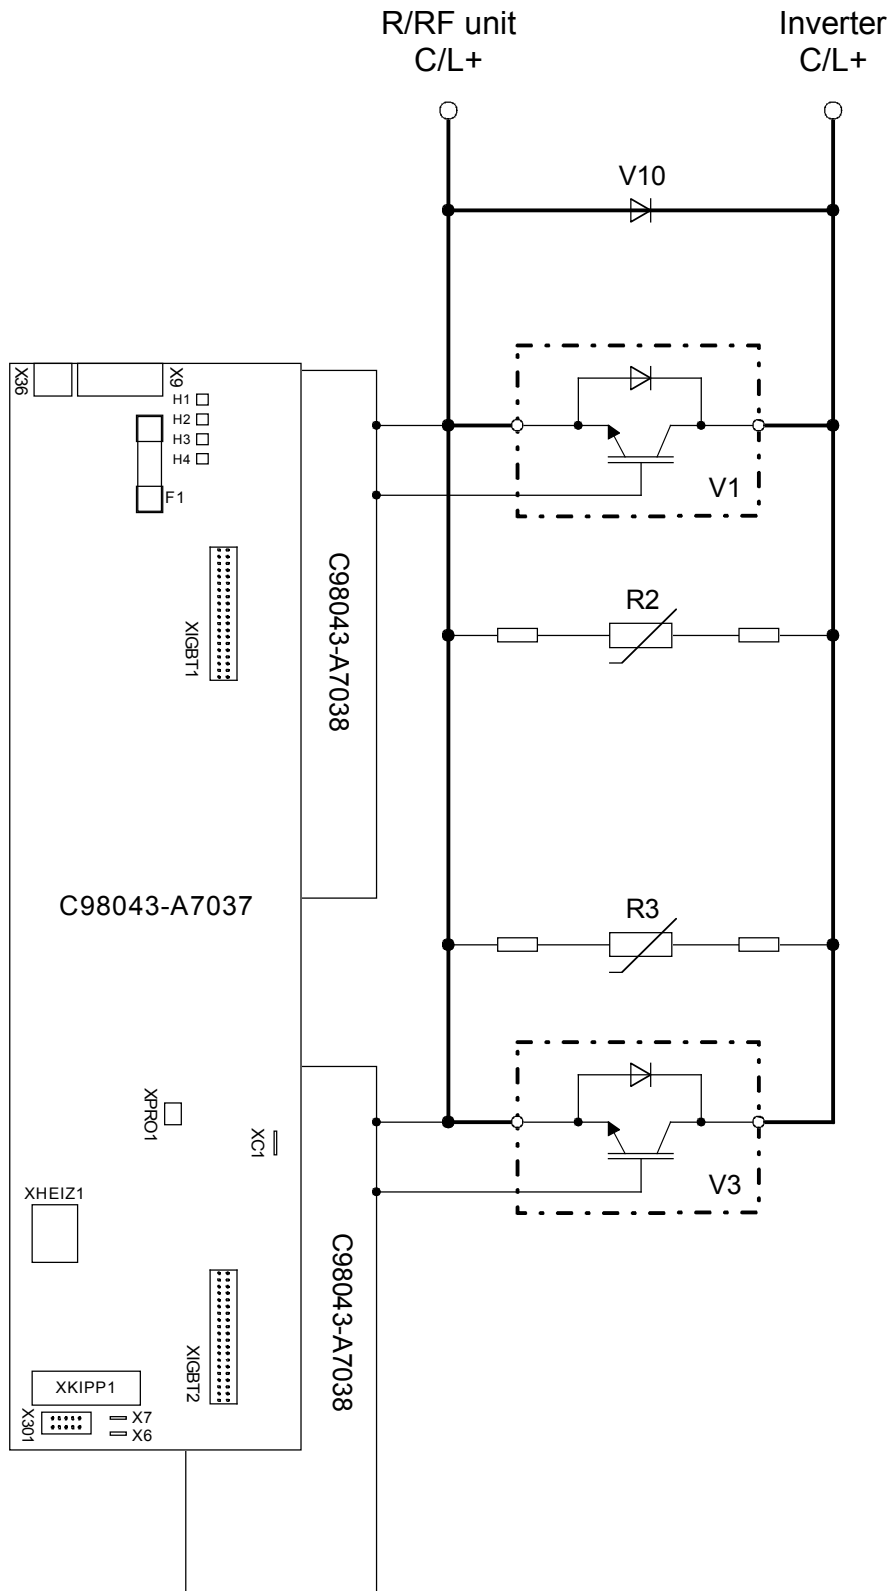 R/RF unit
C/L+
Inverter
C/L+
V10
X36
X9
H1
H2
H3
H4
F1
V1
XIGBT1
C98043-A7038
R2
C98043-A7037
R3
XPRO1
XC1
V3
XHEIZ1
C98043-A7038
XIGBT2
XKIPP1
X301
X7
X6